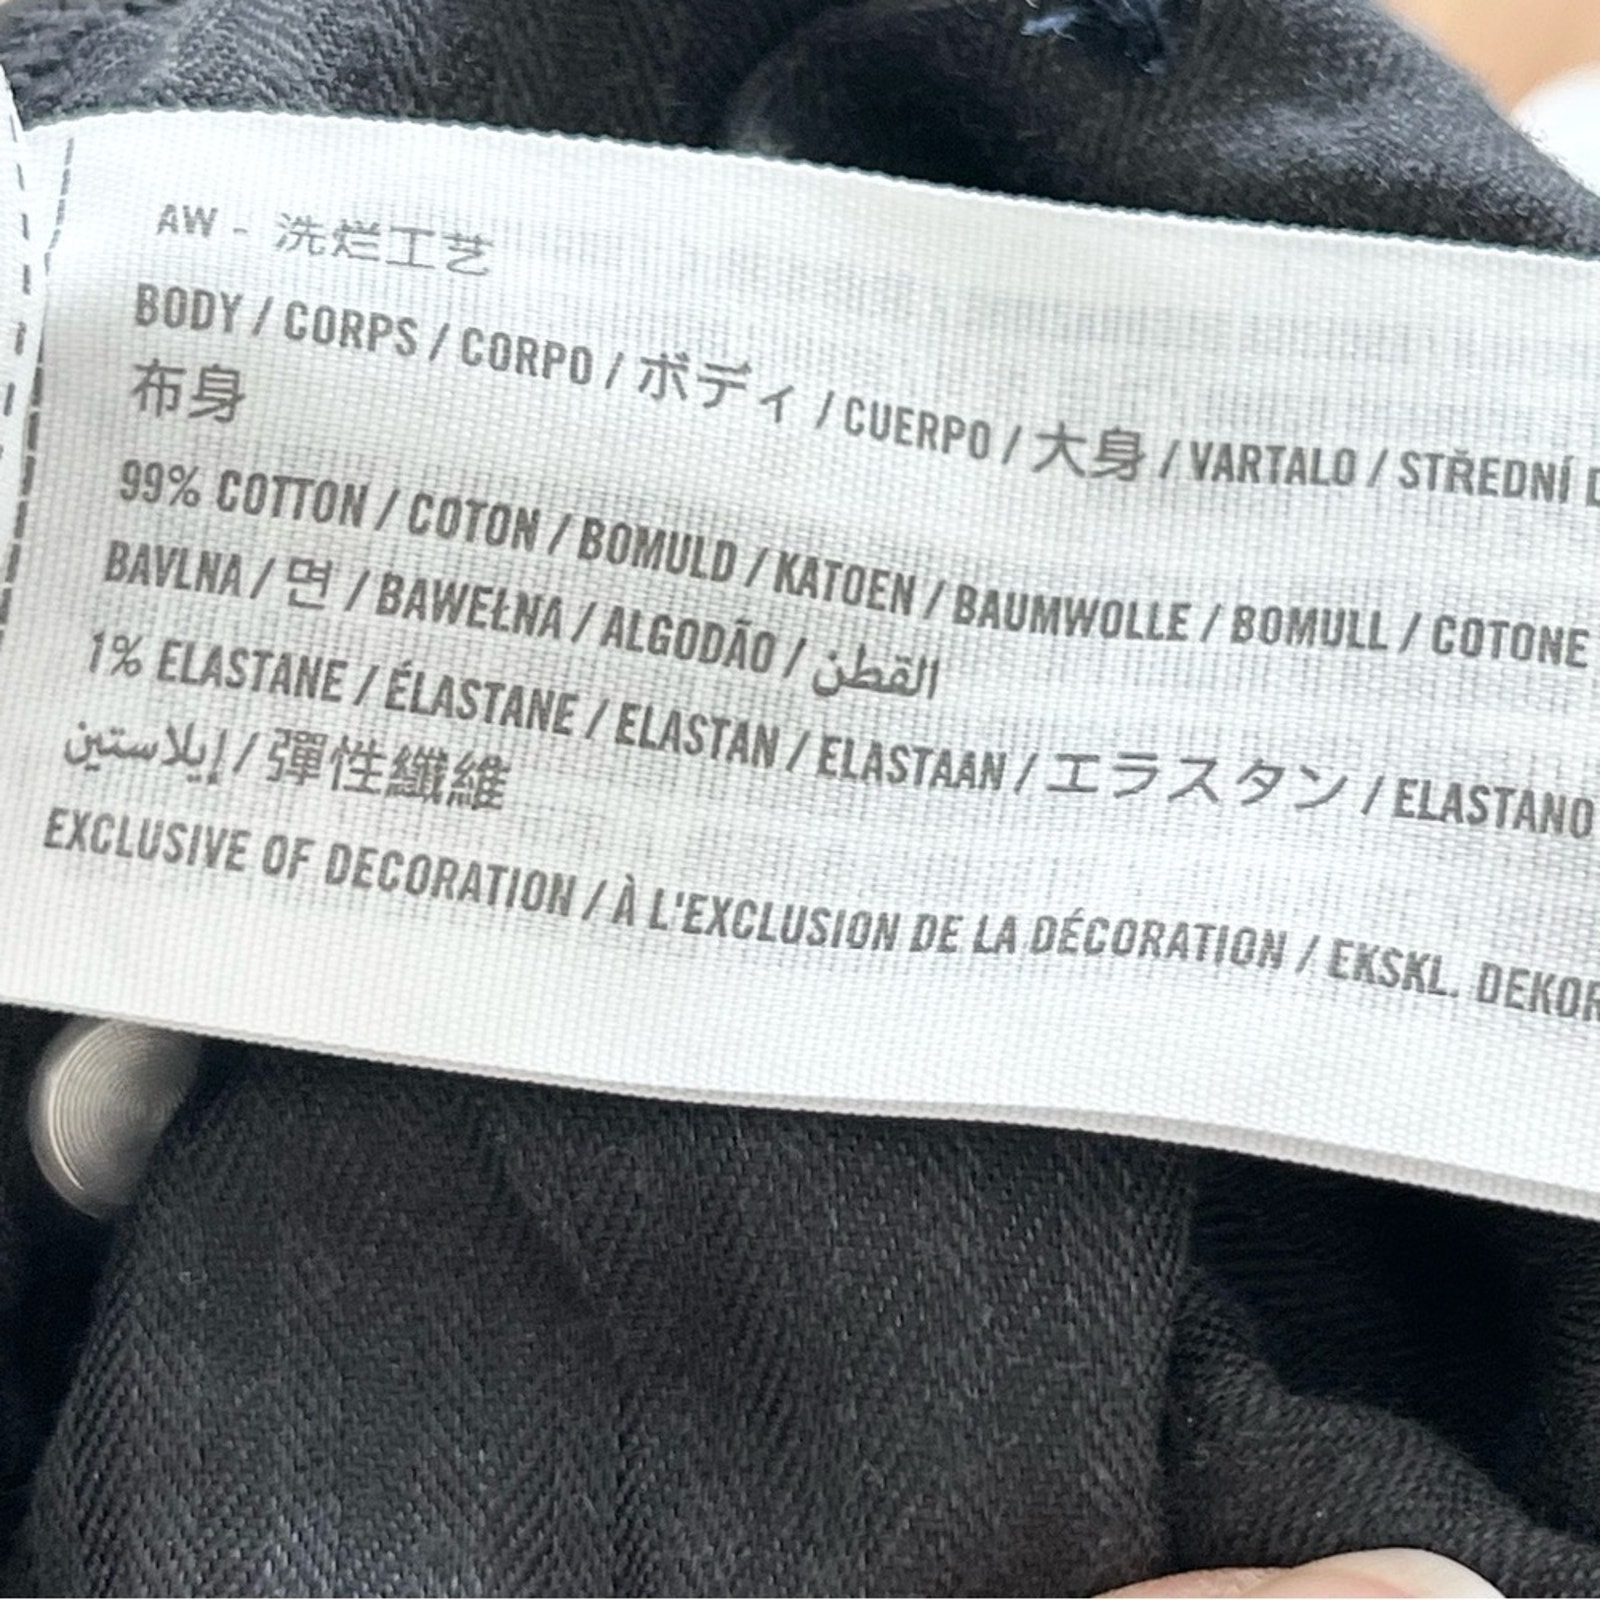 AW - 洗烂工艺
BODY / CORPS / CORPO / ボディ / CUERPO / 大身 / VARTALO / STŘEDNÍ
布身
99% COTTON / COTON / BOMULD / KATOEN / BAUMWOLLE / BOMULL / COTONE
BAVLNA / 면 / BAWEŁNA / ALGODÃO / القطن
1% ELASTANE / ÉLASTANE / ELASTAN / ELASTAAN / エラスタン / ELASTANO
إيلاستين / 彈性纖維
EXCLUSIVE OF DECORATION / À L'EXCLUSION DE LA DÉCORATION / EKSKL. DEKOR